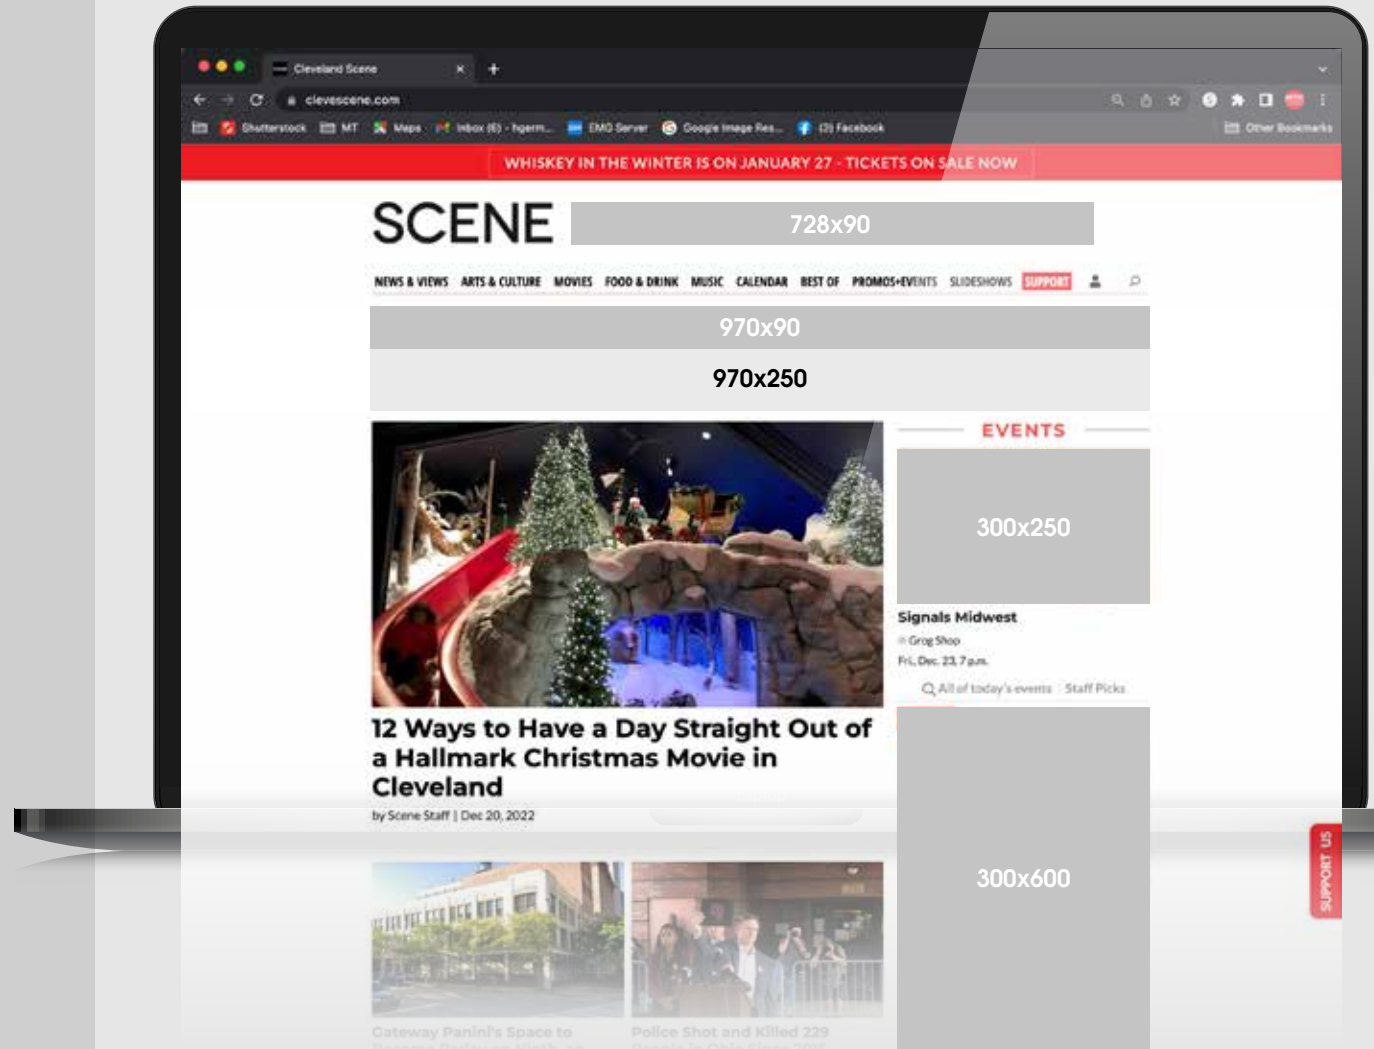 Cleveland Scene
clevescene.com
Shutterstock MT Maps Inbox (6) - hgerm... EMG Server Google Image Res... (3) Facebook Other Bookmarks
WHISKEY IN THE WINTER IS ON JANUARY 27 - TICKETS ON SALE NOW
SCENE
728x90
NEWS & VIEWS ARTS & CULTURE MOVIES FOOD & DRINK MUSIC CALENDAR BEST OF PROMOS+EVENTS SLIDESHOWS SUPPORT
970x90
970x250
EVENTS
300x250
Signals Midwest
Grog Shop
Fri., Dec. 23, 7 p.m.
All of today's events | Staff Picks
12 Ways to Have a Day Straight Out of
a Hallmark Christmas Movie in
Cleveland
by Scene Staff | Dec 20, 2022
300x600
SUPPORT US
Gateway Panini's Space to
Police Shot and Killed 229